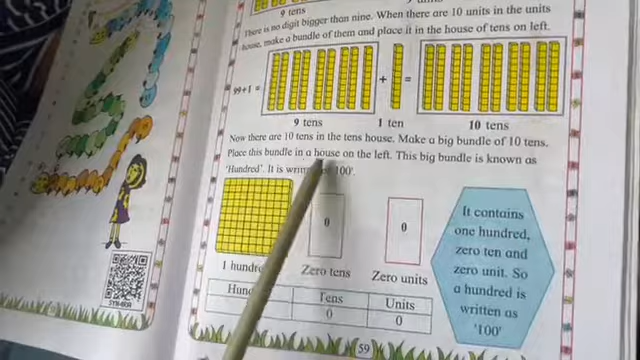 9 tens
There is no digit bigger than nine. When there are 10 units in the units
house, make a bundle of them and place it in the house of tens on left.
99+1 =
+
=
9 tens
1 ten
10 tens
Now there are 10 tens in the tens house. Make a big bundle of 10 tens.
Place this bundle in a house on the left. This big bundle is known as
'Hundred'. It is 100'.
0
0
1
Zero tens
Zero units
It contains
one hundred,
zero ten and
zero unit. So
a hundred is
written as
'100'
Tens
Units
0
0
59